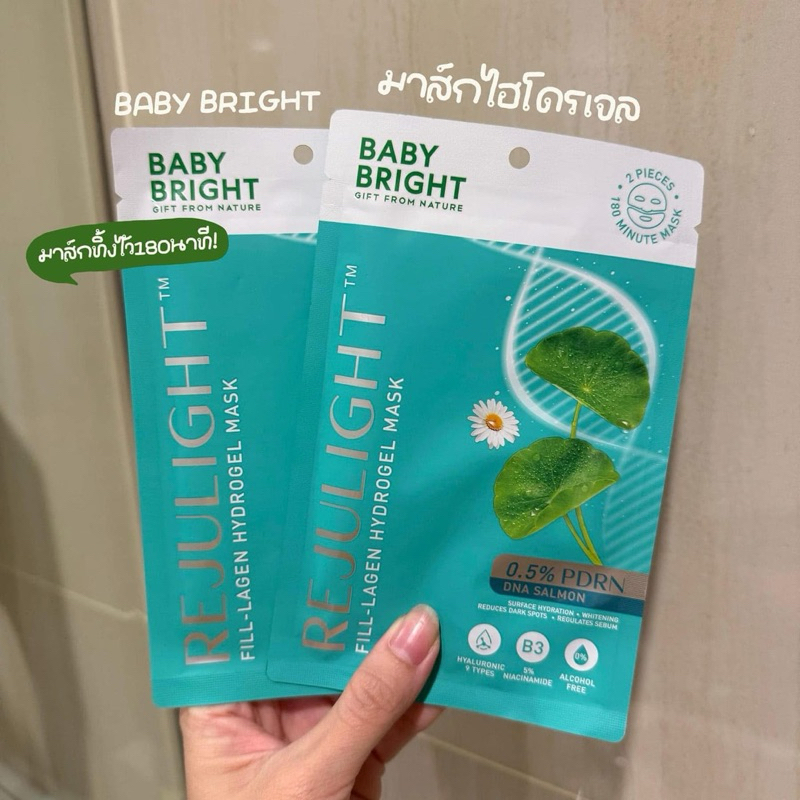 BABY BRIGHT
มาส์กไฮโดรเจล
มาส์กทิ้งไว้180นาที!
BABY
BRIGHT
GIFT FROM NATURE
REJULIGHT™
FILL-LAGEN HYDROGEL MASK
BABY
BRIGHT
GIFT FROM NATURE
• 2 PIECES •
180 MINUTE MASK
REJULIGHT™
FILL-LAGEN HYDROGEL MASK
0.5% PDRN
DNA SALMON
SURFACE HYDRATION • WHITENING
REDUCES DARK SPOTS • REGULATES SEBUM
HYALURONIC
9 TYPES
B3
5%
NIACINAMIDE
0%
ALCOHOL
FREE